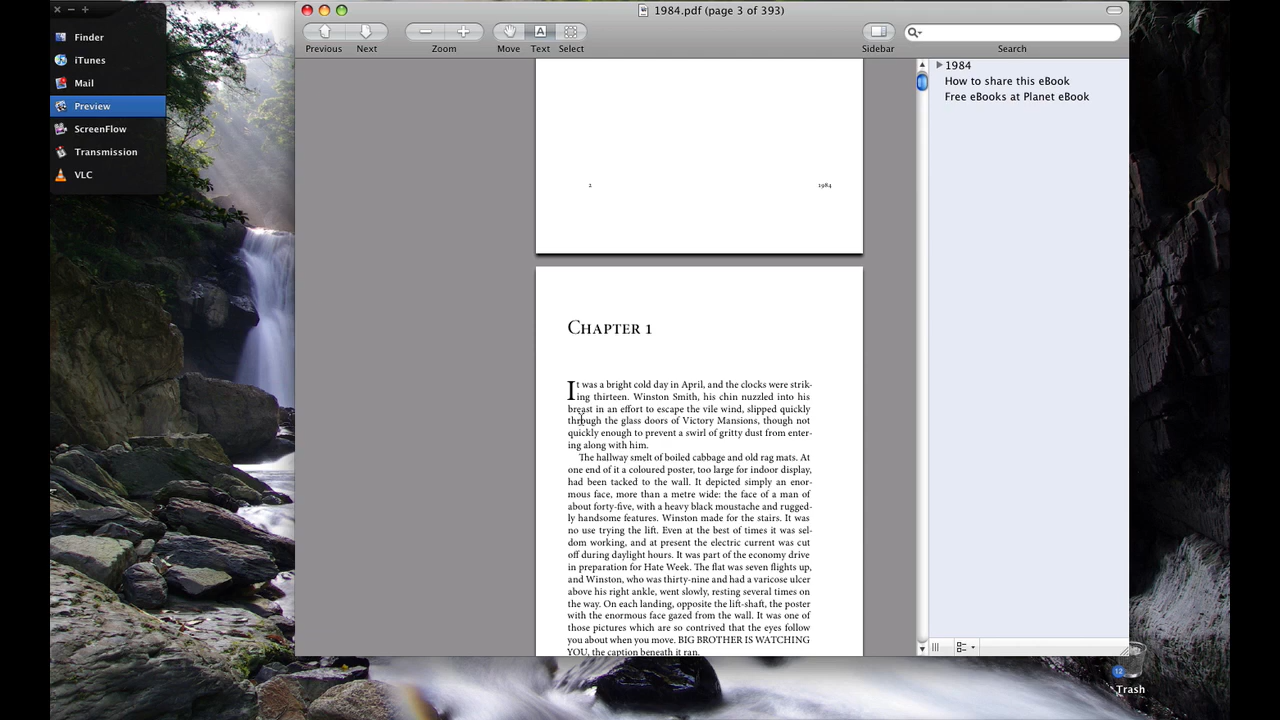 1984.pdf (page 3 of 393)
Finder
iTunes
Mail
Preview
ScreenFlow
Transmission
VLC
Previous
Next
Zoom
Move
Text
Select
Sidebar
Search
1984
How to share this eBook
Free eBooks at Planet eBook
2
1984
Chapter 1
It was a bright cold day in April, and the clocks were strik-
ing thirteen. Winston Smith, his chin nuzzled into his
breast in an effort to escape the vile wind, slipped quickly
through the glass doors of Victory Mansions, though not
quickly enough to prevent a swirl of gritty dust from enter-
ing along with him.
The hallway smelt of boiled cabbage and old rag mats. At
one end of it a coloured poster, too large for indoor display,
had been tacked to the wall. It depicted simply an enor-
mous face, more than a metre wide: the face of a man of
about forty-five, with a heavy black moustache and rugged-
ly handsome features. Winston made for the stairs. It was
no use trying the lift. Even at the best of times it was sel-
dom working, and at present the electric current was cut
off during daylight hours. It was part of the economy drive
in preparation for Hate Week. The flat was seven flights up,
and Winston, who was thirty-nine and had a varicose ulcer
above his right ankle, went slowly, resting several times on
the way. On each landing, opposite the lift-shaft, the poster
with the enormous face gazed from the wall. It was one of
those pictures which are so contrived that the eyes follow
you about when you move. BIG BROTHER IS WATCHING
YOU, the caption beneath it ran.
12
Trash